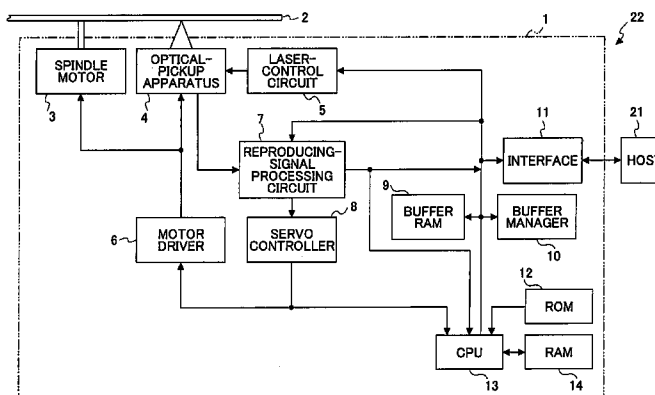 2
1
22
SPINDLE
MOTOR
3
OPTICAL-
PICKUP
APPARATUS
4
LASER-
CONTROL
CIRCUIT
5
7
REPRODUCING-
SIGNAL
PROCESSING
CIRCUIT
11
INTERFACE
21
HOST
9
BUFFER
RAM
BUFFER
MANAGER
10
6
MOTOR
DRIVER
8
SERVO
CONTROLLER
12
ROM
CPU
13
RAM
14